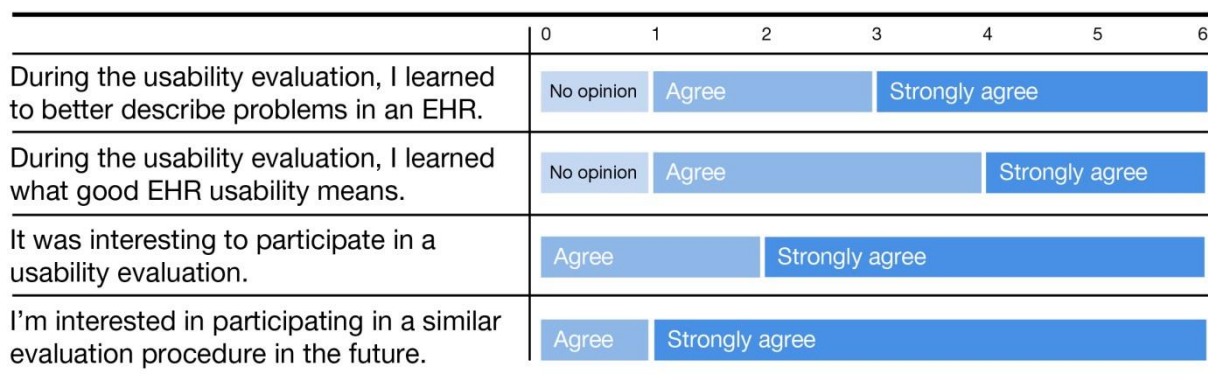 0 1 2 3 4 5 6
During the usability evaluation, I learned
to better describe problems in an EHR.
No opinion Agree Strongly agree
During the usability evaluation, I learned
what good EHR usability means.
No opinion Agree Strongly agree
It was interesting to participate in a
usability evaluation.
Agree Strongly agree
I'm interested in participating in a similar
evaluation procedure in the future.
Agree Strongly agree